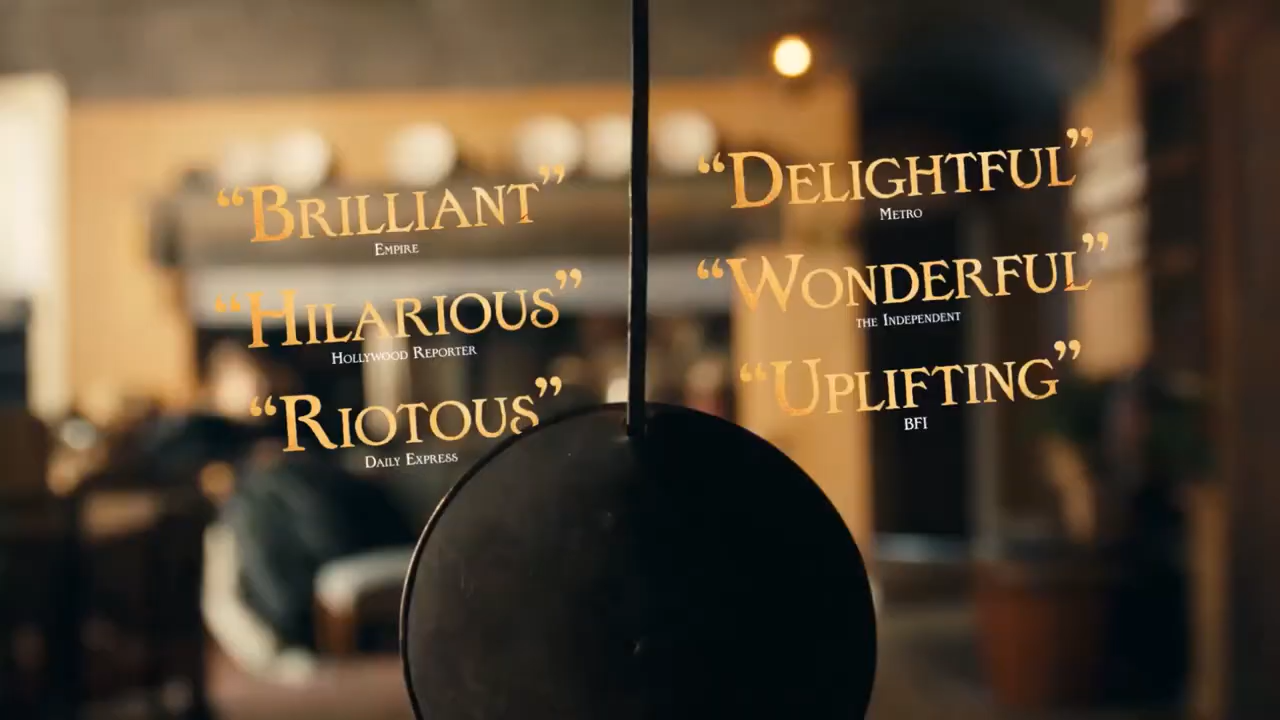 “Brilliant”
Empire
“Hilarious”
Hollywood Reporter
“Riotous”
Daily Express
“Delightful”
Metro
“Wonderful”
the Independent
“Uplifting”
BFI